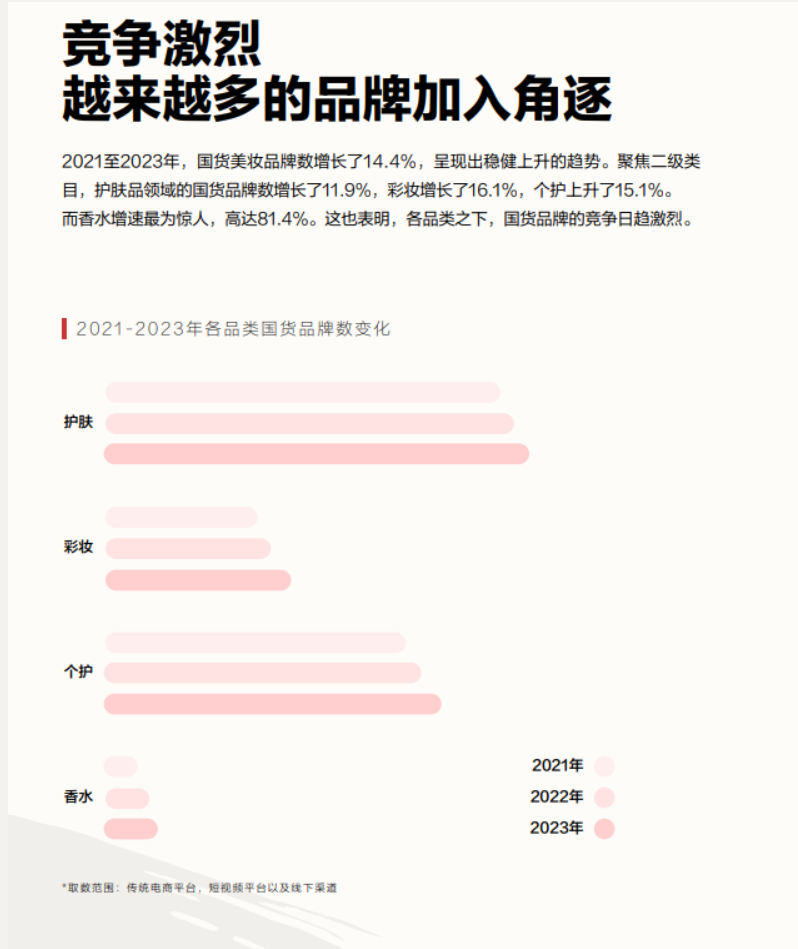 竞争激烈
越来越多的品牌加入角逐
2021至2023年，国货美妆品牌数增长了14.4%，呈现出稳健上升的趋势。聚焦二级类
目，护肤品领域的国货品牌数增长了11.9%，彩妆增长了16.1%，个护上升了15.1%。
而香水增速最为惊人，高达81.4%。这也表明，各品类之下，国货品牌的竞争日趋激烈。
2021-2023年各品类国货品牌数变化
护肤
彩妆
个护
香水
2021年
2022年
2023年
*取数范围：传统电商平台，短视频平台以及线下渠道